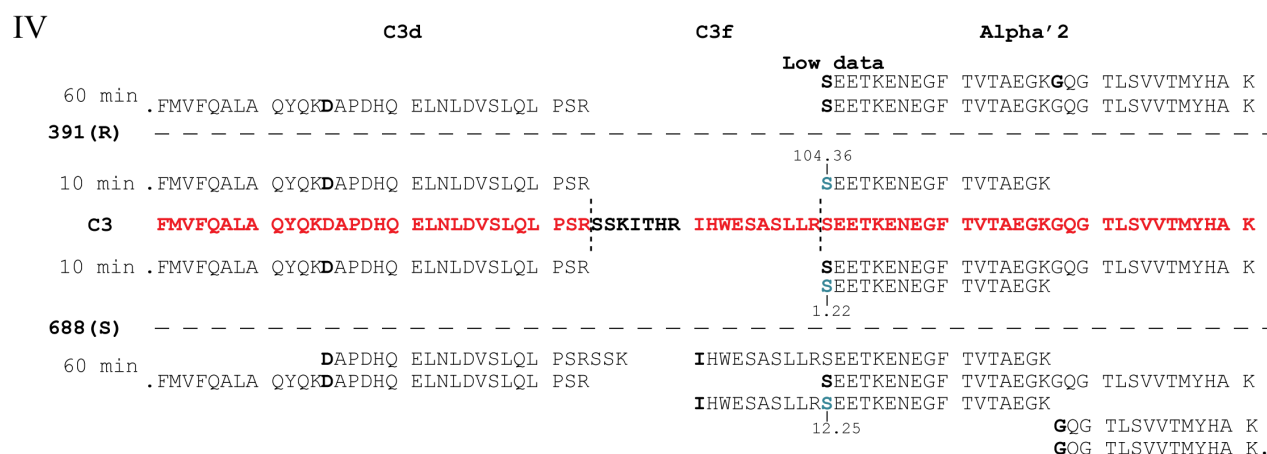 IV
C3d C3f Alpha’2
Low data
SEETKENEGF TVTAEGKGQG TLSVVTMYHA K
60 min .FMVFQALA QYQKDAPDHQ ELNLDVSLQL PSR SEETKENEGF TVTAEGKGQG TLSVVTMYHA K
391(R)
104.36
10 min .FMVFQALA QYQKDAPDHQ ELNLDVSLQL PSR SEETKENEGF TVTAEGK
C3 FMVFQALA QYQKDAPDHQ ELNLDVSLQL PSRSSKITHR IHWESASLLRSEETKENEGF TVTAEGKGQG TLSVVTMYHA K
10 min .FMVFQALA QYQKDAPDHQ ELNLDVSLQL PSR SEETKENEGF TVTAEGKGQG TLSVVTMYHA K
SEETKENEGF TVTAEGK
1.22
688(S)
60 min DAPDHQ ELNLDVSLQL PSRSSK IHWESASLLRSEETKENEGF TVTAEGK
.FMVFQALA QYQKDAPDHQ ELNLDVSLQL PSR SEETKENEGF TVTAEGKGQG TLSVVTMYHA K
IHWESASLLRSEETKENEGF TVTAEGK
12.25
GQG TLSVVTMYHA K
GQG TLSVVTMYHA K.